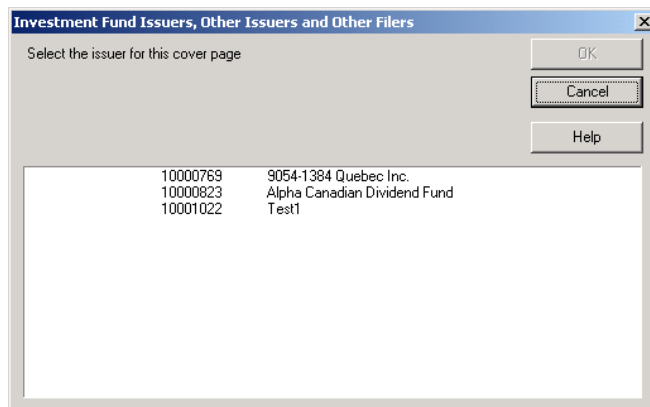 Investment Fund Issuers, Other Issuers and Other Filers
Select the issuer for this cover page
OK
Cancel
Help
10000769 9054-1384 Quebec Inc.
10000823 Alpha Canadian Dividend Fund
10001022 Test1